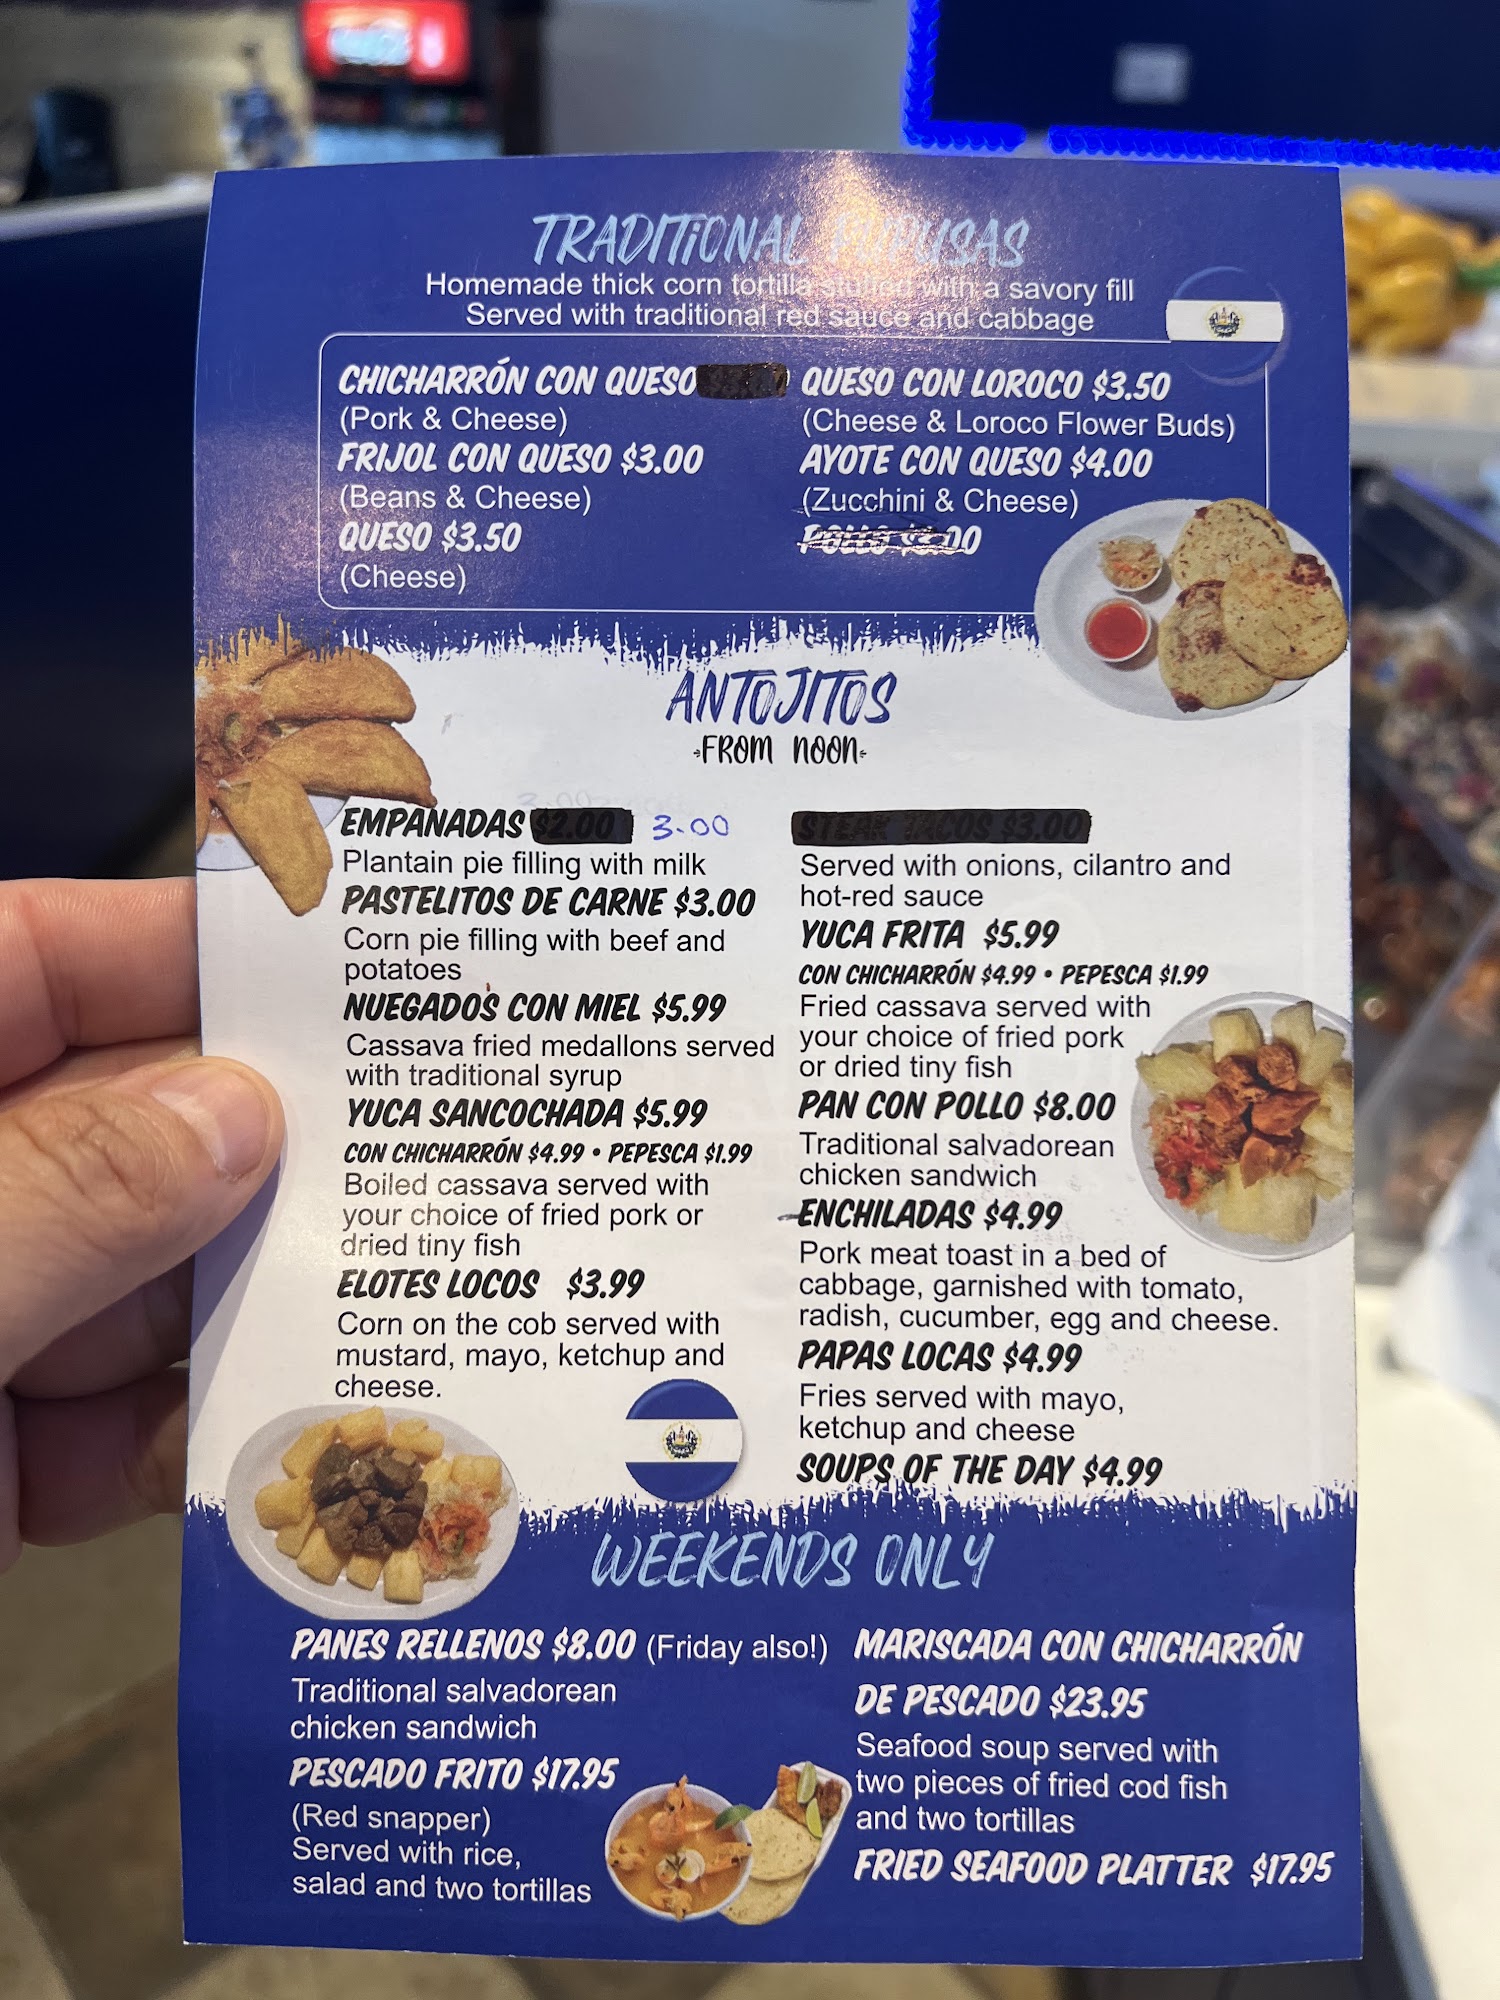 TRADITIONAL PUPUSAS
Homemade thick corn tortilla stuffed with a savory fill
Served with traditional red sauce and cabbage
CHICHARRÓN CON QUESO
(Pork & Cheese)
FRIJOL CON QUESO $3.00
(Beans & Cheese)
QUESO $3.50
(Cheese)
QUESO CON LOROCO $3.50
(Cheese & Loroco Flower Buds)
AYOTE CON QUESO $4.00
(Zucchini & Cheese)
POLLO $3.00
ANTOJITOS
FROM NOON
EMPANADAS $2.00 3.00
Plantain pie filling with milk
PASTELITOS DE CARNE $3.00
Corn pie filling with beef and
potatoes
NUEGADOS CON MIEL $5.99
Cassava fried medallons served
with traditional syrup
YUCA SANCOCHADA $5.99
CON CHICHARRÓN $4.99 • PEPESCA $1.99
Boiled cassava served with
your choice of fried pork or
dried tiny fish
ELOTES LOCOS $3.99
Corn on the cob served with
mustard, mayo, ketchup and
cheese.
STEAK TACOS $3.00
Served with onions, cilantro and
hot-red sauce
YUCA FRITA $5.99
CON CHICHARRÓN $4.99 • PEPESCA $1.99
Fried cassava served with
your choice of fried pork
or dried tiny fish
PAN CON POLLO $8.00
Traditional salvadorean
chicken sandwich
ENCHILADAS $4.99
Pork meat toast in a bed of
cabbage, garnished with tomato,
radish, cucumber, egg and cheese.
PAPAS LOCAS $4.99
Fries served with mayo,
ketchup and cheese
SOUPS OF THE DAY $4.99
WEEKENDS ONLY
PANES RELLENOS $8.00 (Friday also!)
Traditional salvadorean
chicken sandwich
PESCADO FRITO $17.95
(Red snapper)
Served with rice,
salad and two tortillas
MARISCADA CON CHICHARRÓN
DE PESCADO $23.95
Seafood soup served with
two pieces of fried cod fish
and two tortillas
FRIED SEAFOOD PLATTER $17.95